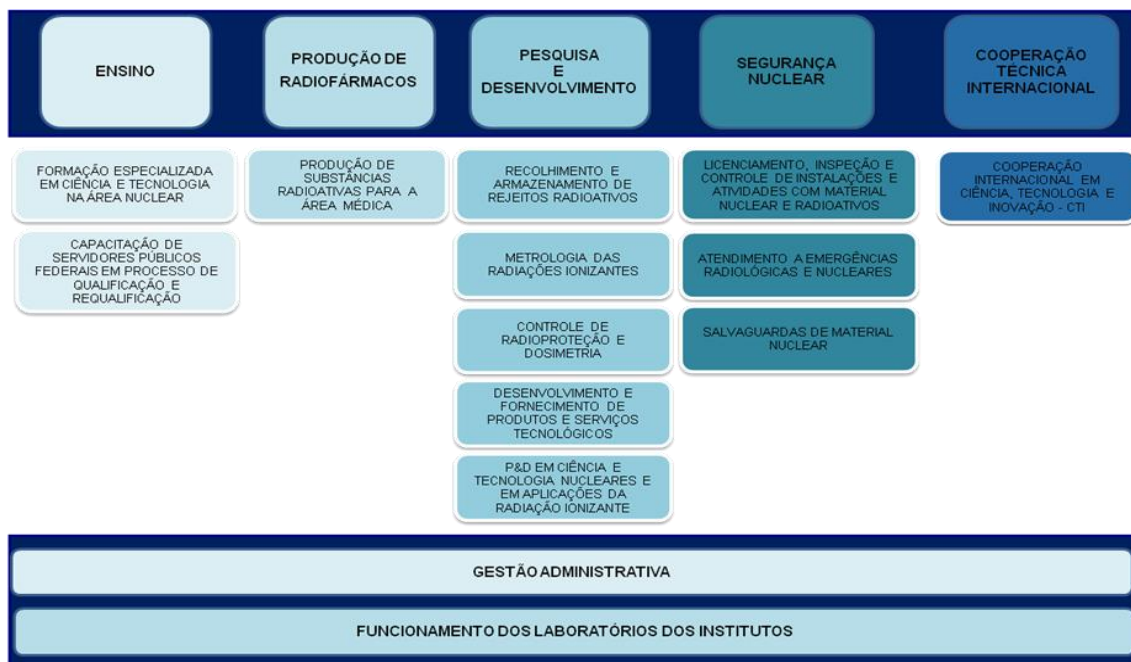 ENSINO
PRODUÇÃO DE
RADIOFÁRMACOS
PESQUISA
E
DESENVOLVIMENTO
SEGURANÇA
NUCLEAR
COOPERAÇÃO
TÉCNICA
INTERNACIONAL
FORMAÇÃO ESPECIALIZADA
EM CIÊNCIA E TECNOLOGIA
NA ÁREA NUCLEAR
CAPACITAÇÃO DE
SERVIDORES PÚBLICOS
FEDERAIS EM PROCESSO DE
QUALIFICAÇÃO E
REQUALIFICAÇÃO
PRODUÇÃO DE
SUBSTÂNCIAS
RADIOATIVAS PARA A
ÁREA MÉDICA
RECOLHIMENTO E
ARMAZENAMENTO DE
REJEITOS RADIOATIVOS
METROLOGIA DAS
RADIAÇÕES IONIZANTES
CONTROLE DE
RADIOPROTEÇÃO E
DOSIMETRIA
DESENVOLVIMENTO E
FORNECIMENTO DE
PRODUTOS E SERVIÇOS
TECNOLÓGICOS
P&D EM CIÊNCIA E
TECNOLOGIA NUCLEARES E
EM APLICAÇÕES DA
RADIAÇÃO IONIZANTE
LICENCIAMENTO, INSPEÇÃO E
CONTROLE DE INSTALAÇÕES E
ATIVIDADES COM MATERIAL
NUCLEAR E RADIOATIVOS
ATENDIMENTO A EMERGÊNCIAS
RADIOLÓGICAS E NUCLEARES
SALVAGUARDAS DE MATERIAL
NUCLEAR
COOPERAÇÃO
INTERNACIONAL EM
CIÊNCIA, TECNOLOGIA E
INOVAÇÃO - CTI
GESTÃO ADMINISTRATIVA
FUNCIONAMENTO DOS LABORATÓRIOS DOS INSTITUTOS